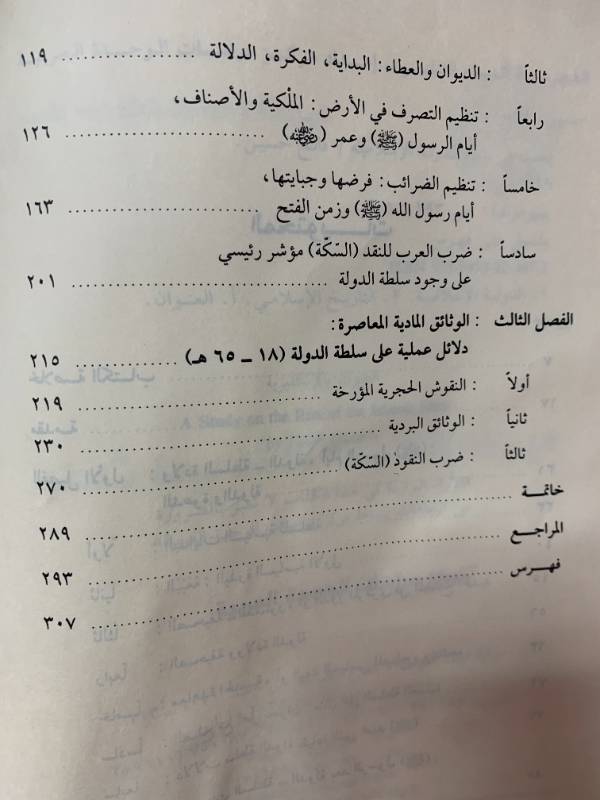 ثالثاً : الديوان والعطاء: البداية، الفكرة، الدلالة ................... ١١٩
رابعاً : تنظيم التصرف في الأرض: الملْكية والأصناف،
أيام الرسول (ﷺ) وعمر (رضي الله عنه) ................... ١٢٦
خامساً : تنظيم الضرائب: فرضها وجبايتها،
أيام رسول الله (ﷺ) وزمن الفتح ................... ١٦٣
سادساً : ضرب العرب للنقد (السّكّة) مؤشر رئيسي
على وجود سلطة الدولة ................... ٢٠١
الفصل الثالث : الوثائق المادية المعاصرة:
دلائل عملية على سلطة الدولة (١٨ ــ ٦٥ هـ) ................... ٢١٥
أولاً : النقوش الحجرية المؤرخة ................... ٢١٩
ثانياً : الوثائق البردية ................... ٢٣٠
ثالثاً : ضرب النقود (السّكة) ................... ٢٧٠
خاتمة ................... ٢٨٩
المراجع ................... ٢٩٣
فهرس ................... ٣٠٧